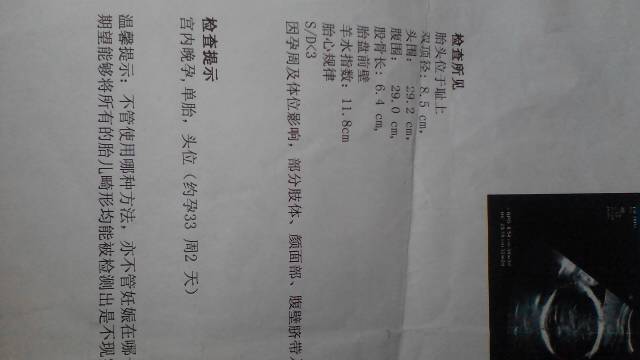 检查所见
胎头位于耻上
双顶径：8.5 cm,
头围： 29.2 cm,
腹围： 29.0 cm,
股骨长：6.4 cm,
胎盘前壁
羊水指数：11.8cm
胎心规律
S/D<3
因孕周及体位影响，部分肢体、颜面部、腹壁脐带
检查提示
宫内晚孕,单胎，头位（约孕33 周2 天）
温馨提示：不管使用哪种方法，亦不管妊娠在哪
期望能够将所有的胎儿畸形均能被检测出是不现